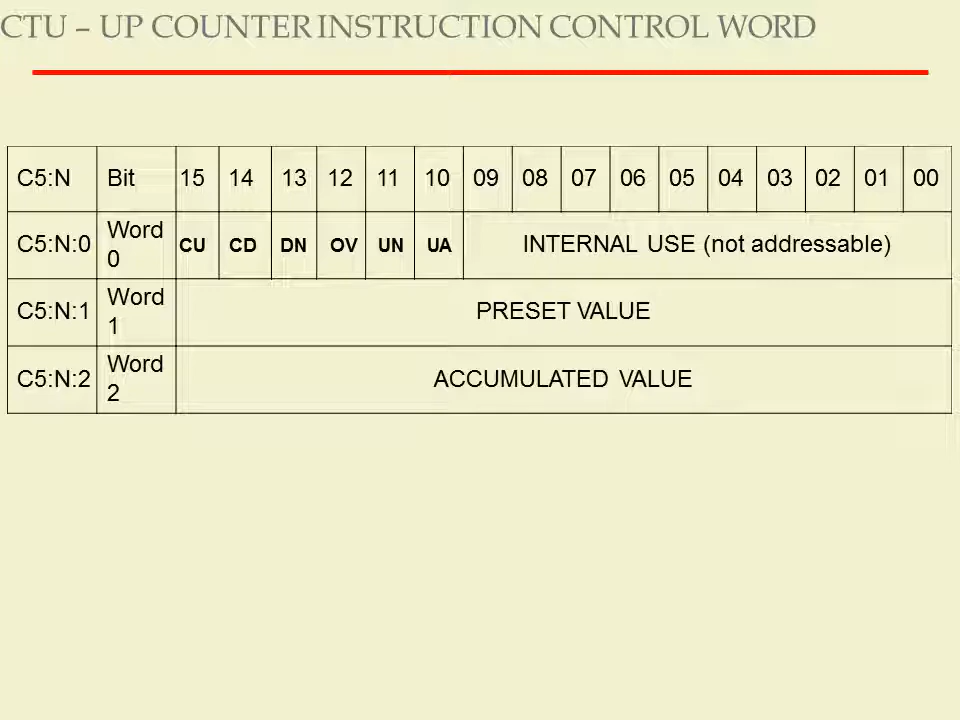 CTU – UP COUNTER INSTRUCTION CONTROL WORD
C5:N Bit 15 14 13 12 11 10 09 08 07 06 05 04 03 02 01 00
C5:N:0 Word 0 CU CD DN OV UN UA INTERNAL USE (not addressable)
C5:N:1 Word 1 PRESET VALUE
C5:N:2 Word 2 ACCUMULATED VALUE